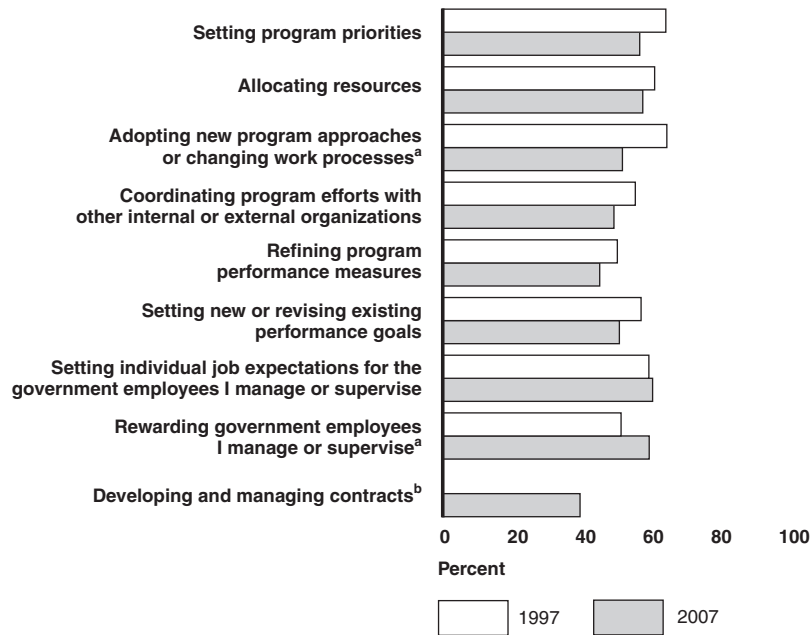 Setting program priorities
Allocating resources
Adopting new program approaches
or changing work processesᵃ
Coordinating program efforts with
other internal or external organizations
Refining program
performance measures
Setting new or revising existing
performance goals
Setting individual job expectations for the
government employees I manage or supervise
Rewarding government employees
I manage or superviseᵃ
Developing and managing contractsᵇ
0 20 40 60 80 100
Percent
1997 2007